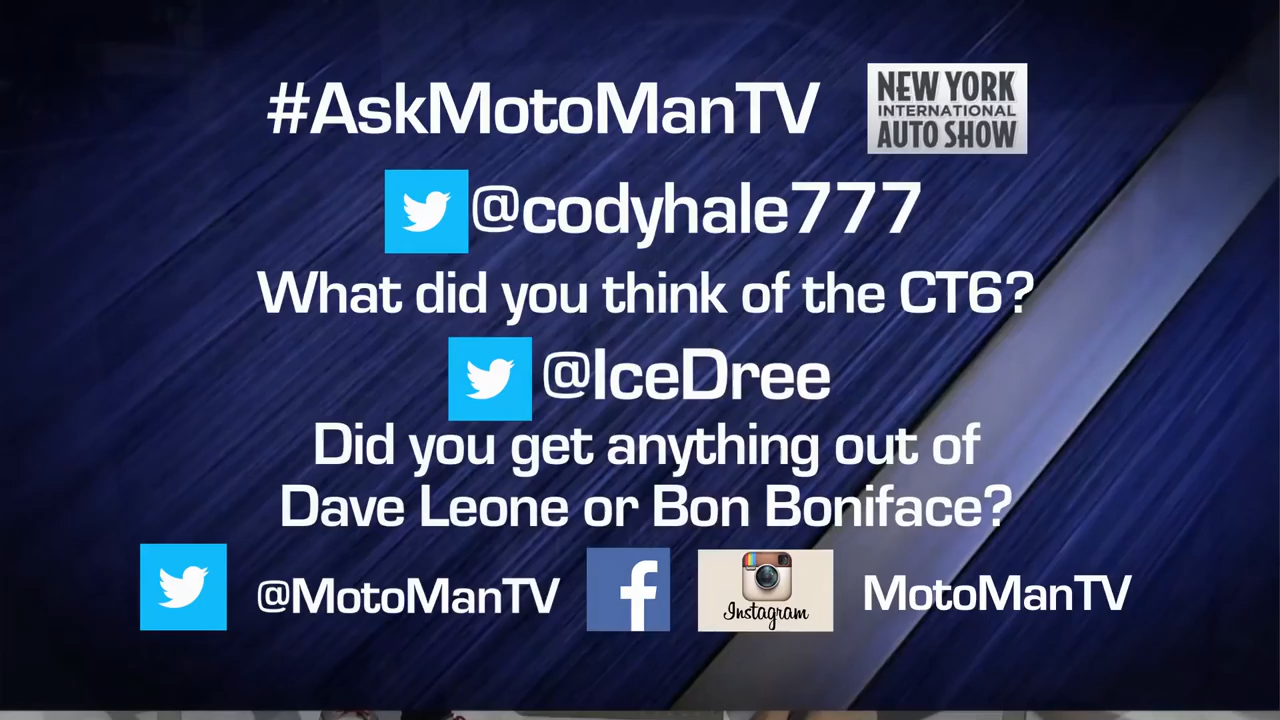 #AskMotoManTV
NEW YORK
INTERNATIONAL
AUTO SHOW
@codyhale777
What did you think of the CT6?
@IceDree
Did you get anything out of
Dave Leone or Bon Boniface?
@MotoManTV
f
Instagram
MotoManTV